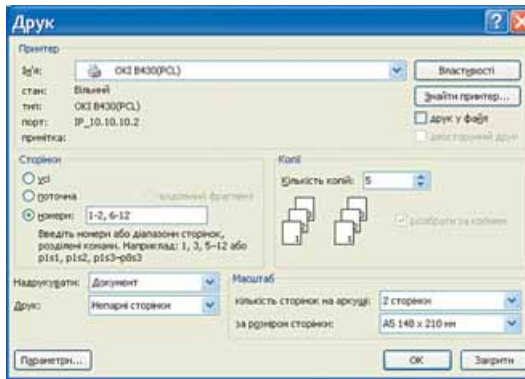 Друк
Принтер
Ім'я: OKI B430(PCL)
Властивості
стан: Вільний
Знайти принтер...
тип: OKI B430(PCL)
порт: IP_10.10.10.2
друк у файл
примітка:
двосторонній друк
Сторінки
усі
поточна
виділений фрагмент
номери: 1-2, 6-12
Введіть номери або діапазони сторінок,
розділені комами. Наприклад: 1, 3, 5–12 або
p1s1, p1s2, p1s3–p8s3
Копії
Кількість копій: 5
розібрати за копіями
Надрукувати: Документ
Друк: Непарні сторінки
Масштаб
кількість сторінок на аркуші: 2 сторінки
за розміром сторінки: A5 148 x 210 мм
Параметри...
OK
Закрити